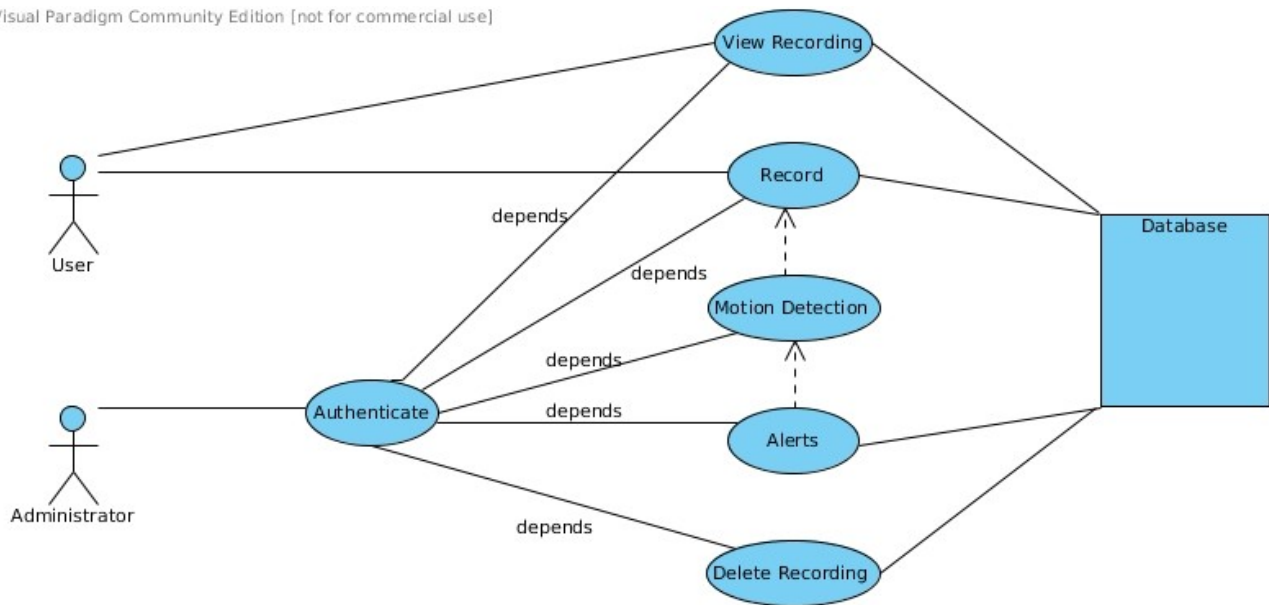 Visual Paradigm Community Edition [not for commercial use]
View Recording
Record
Database
depends
User
depends
Motion Detection
depends
Authenticate
depends
Alerts
Administrator
depends
Delete Recording